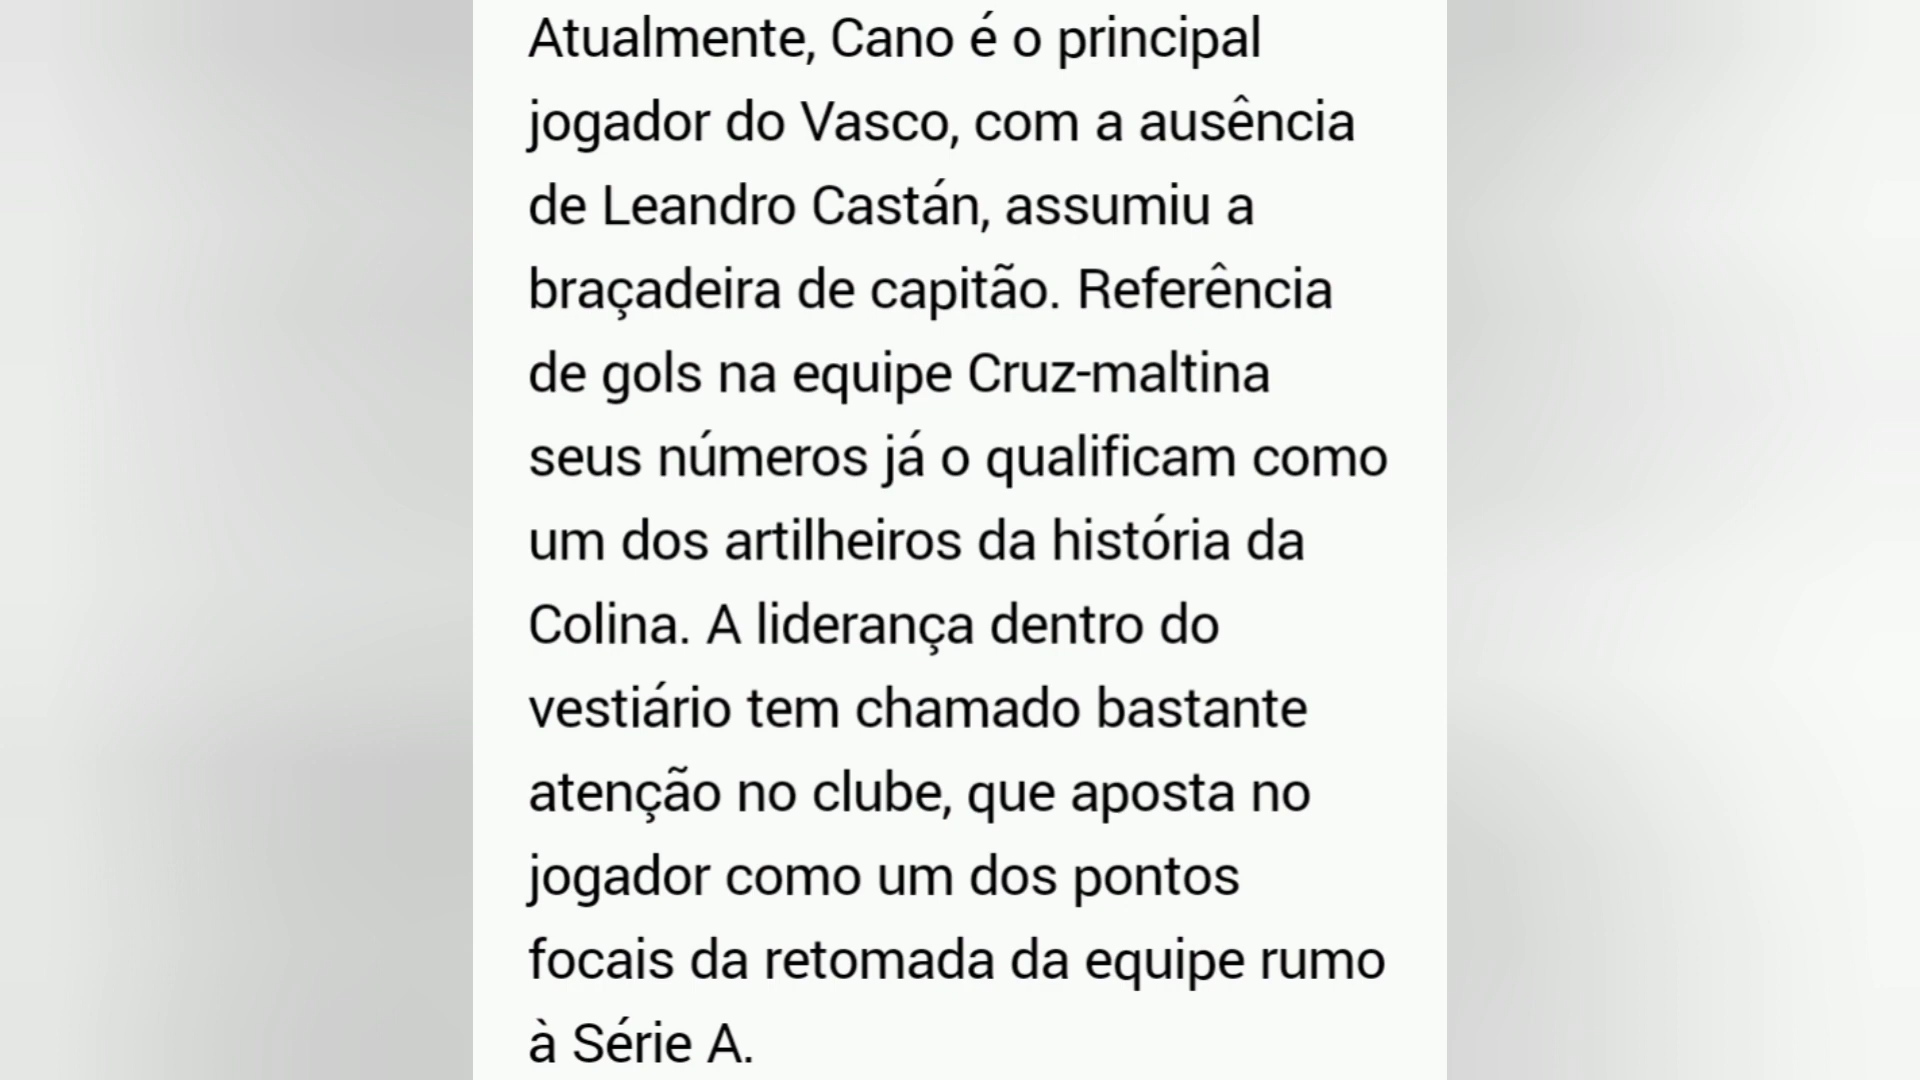 Atualmente, Cano é o principal
jogador do Vasco, com a ausência
de Leandro Castán, assumiu a
braçadeira de capitão. Referência
de gols na equipe Cruz-maltina
seus números já o qualificam como
um dos artilheiros da história da
Colina. A liderança dentro do
vestiário tem chamado bastante
atenção no clube, que aposta no
jogador como um dos pontos
focais da retomada da equipe rumo
à Série A.